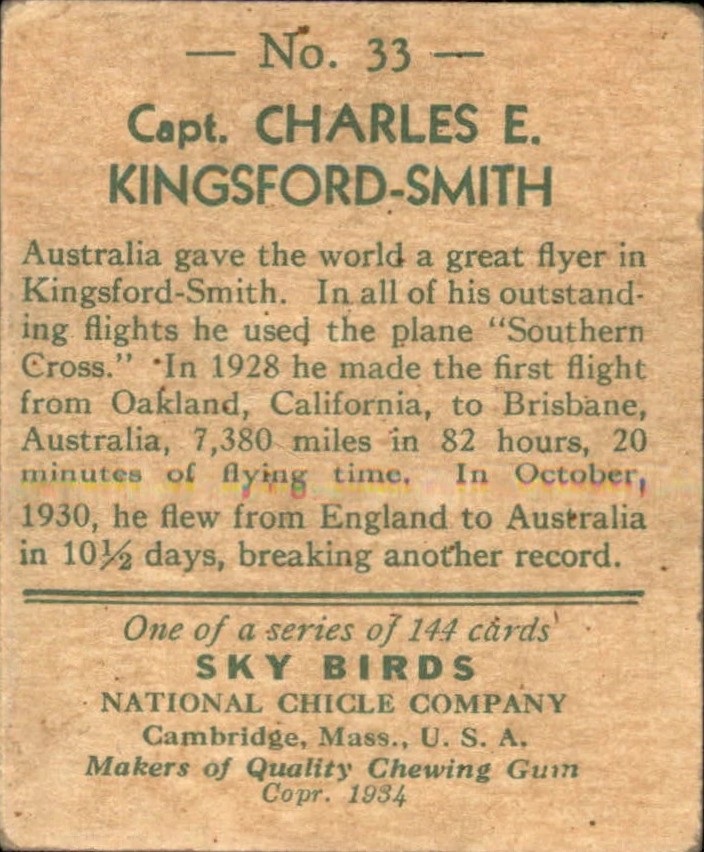 — No. 33 —
Capt. CHARLES E.
KINGSFORD-SMITH
Australia gave the world a great flyer in
Kingsford-Smith. In all of his outstand-
ing flights he used the plane "Southern
Cross." In 1928 he made the first flight
from Oakland, California, to Brisbane,
Australia, 7,380 miles in 82 hours, 20
minutes of flying time. In October,
1930, he flew from England to Australia
in 10½ days, breaking another record.
One of a series of 144 cards
SKY BIRDS
NATIONAL CHICLE COMPANY
Cambridge, Mass., U. S. A.
Makers of Quality Chewing Gum
Copr. 1934